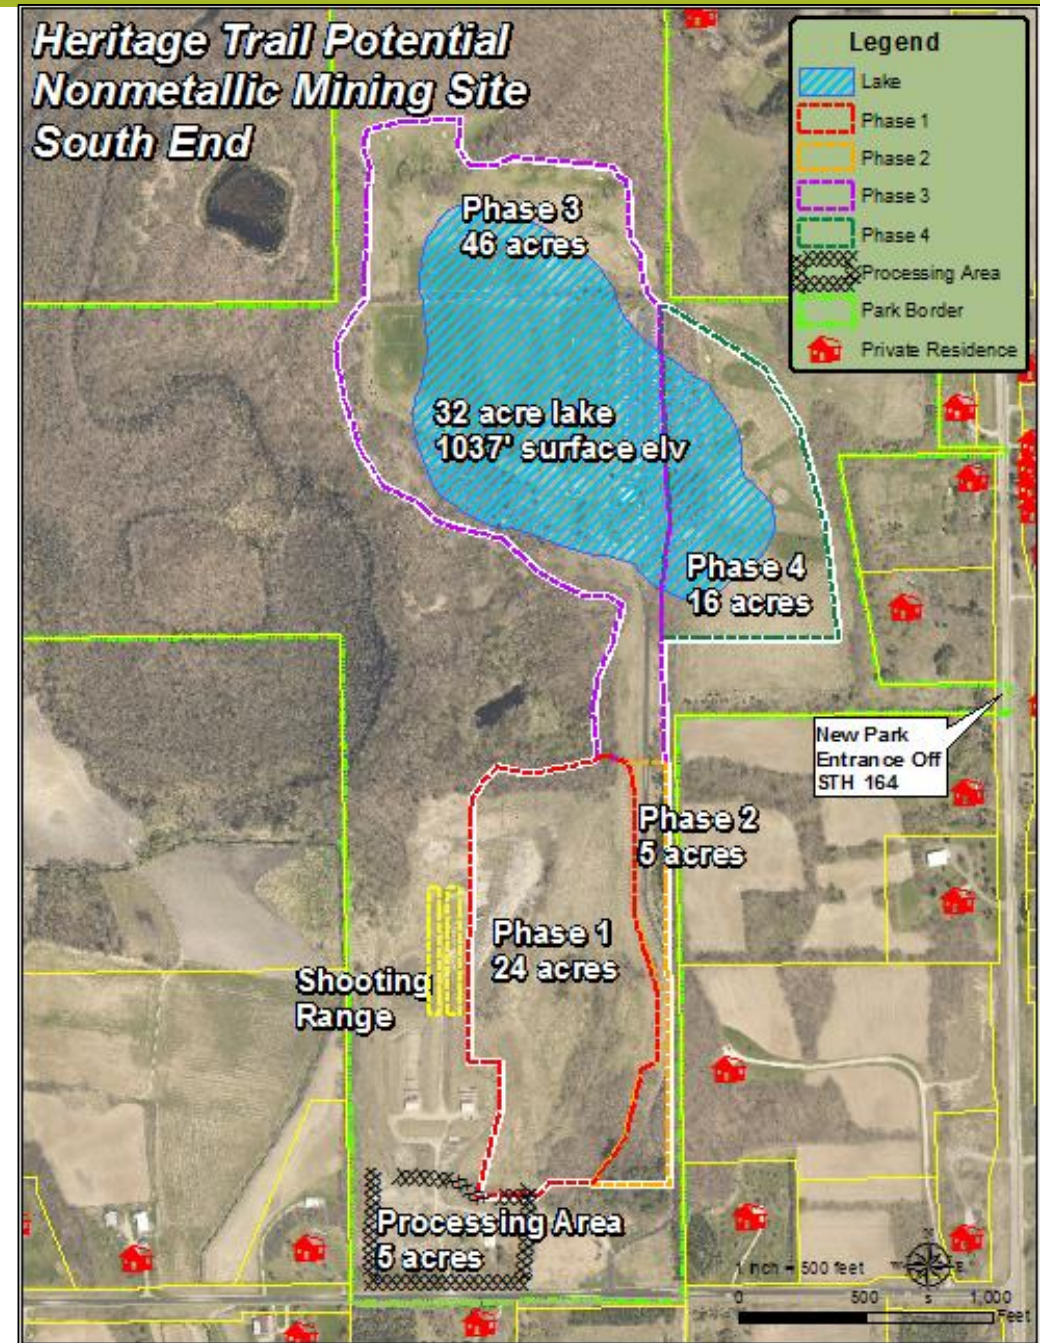 Heritage Trail Potential
Nonmetallic Mining Site
South End
Legend
Lake
Phase 1
Phase 2
Phase 3
Phase 4
Processing Area
Park Border
Private Residence
Phase 3
46 acres
32 acre lake
1037' surface elv
Phase 4
16 acres
New Park
Entrance Off
STH 164
Phase 2
5 acres
Phase 1
24 acres
Shooting
Range
Processing Area
5 acres
1 inch = 500 feet
N
W
E
S
0 500 1,000
Feet